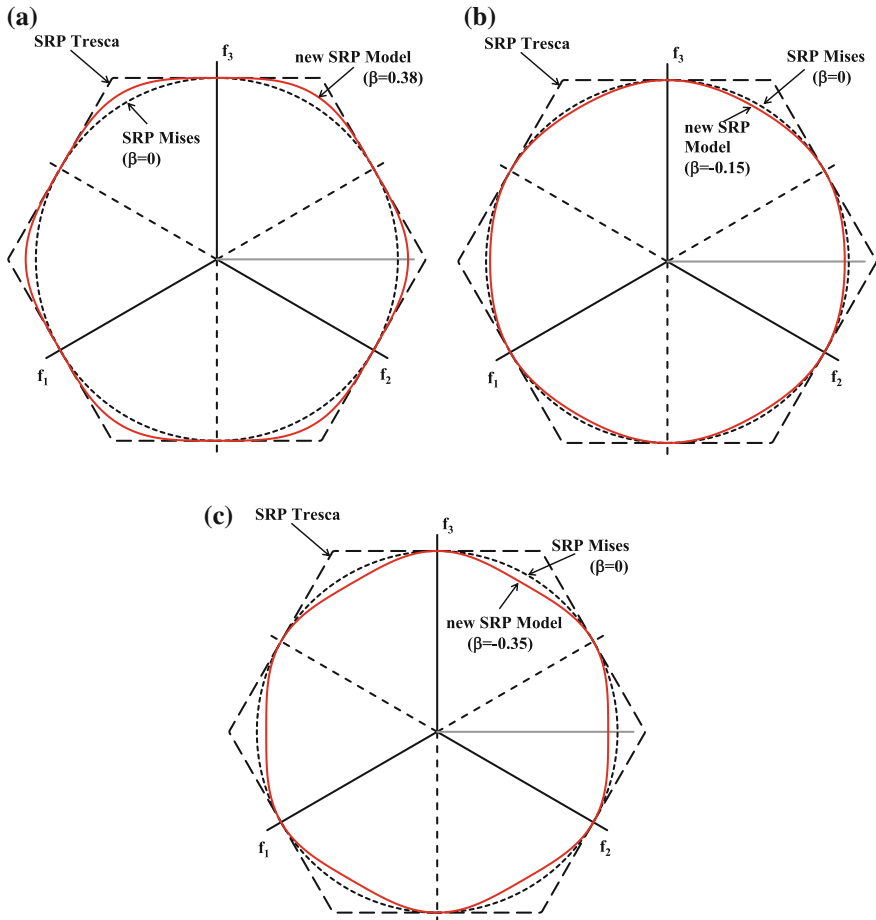 (a)
SRP Tresca
f₃
new SRP Model
(β=0.38)
SRP Mises
(β=0)
f₁
f₂
(b)
SRP Tresca
f₃
SRP Mises
(β=0)
new SRP
Model
(β=-0.15)
f₁
f₂
(c)
SRP Tresca
f₃
SRP Mises
(β=0)
new SRP Model
(β=-0.35)
f₁
f₂